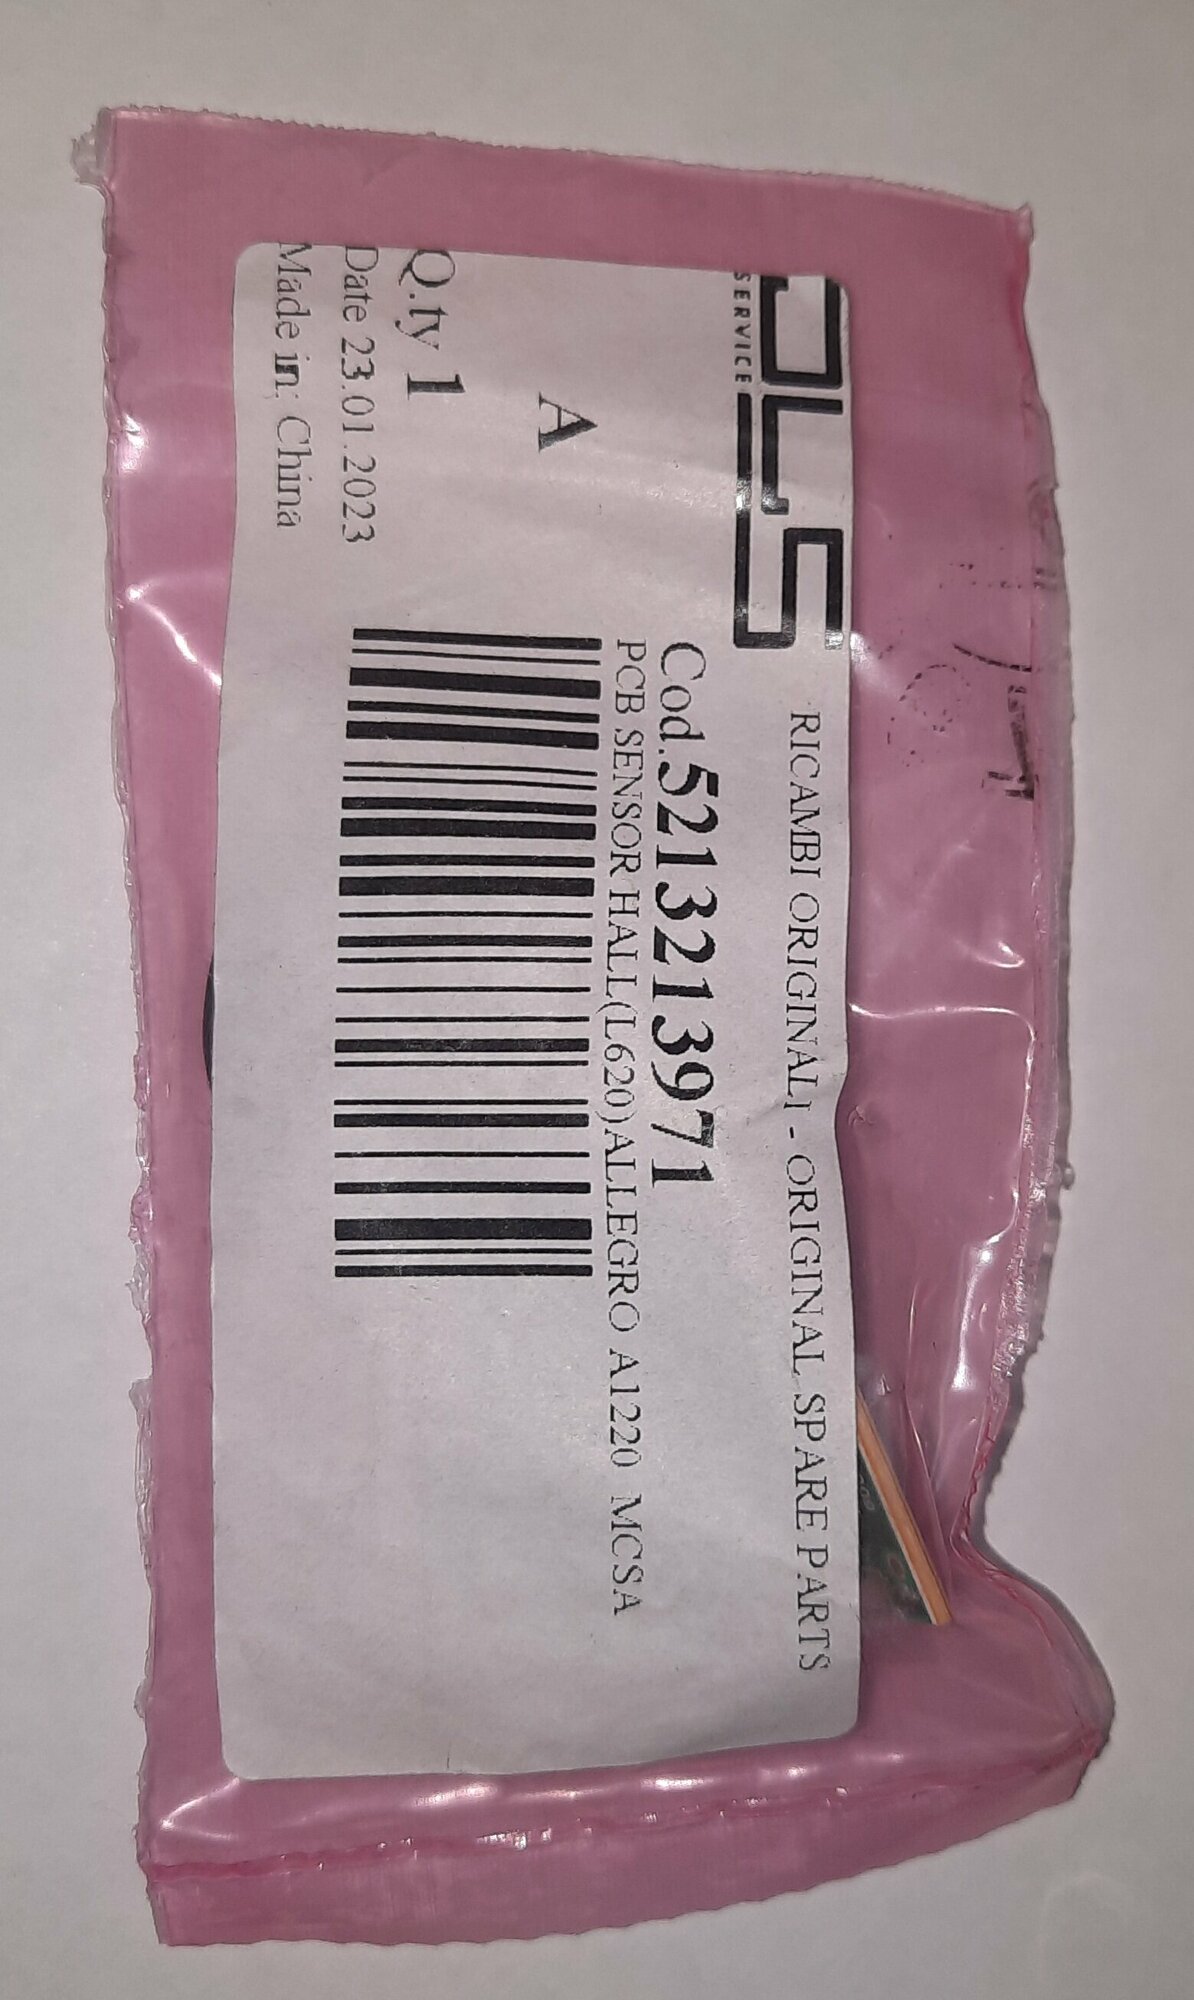 DLS
SERVICE
RICAMBI ORIGINALI - ORIGINAL SPARE PARTS
Cod.5213213971
PCB SENSOR HALL(L620)ALLEGRO A1220 MCSA
A
Q.ty 1
Date 23.01.2023
Made in: China